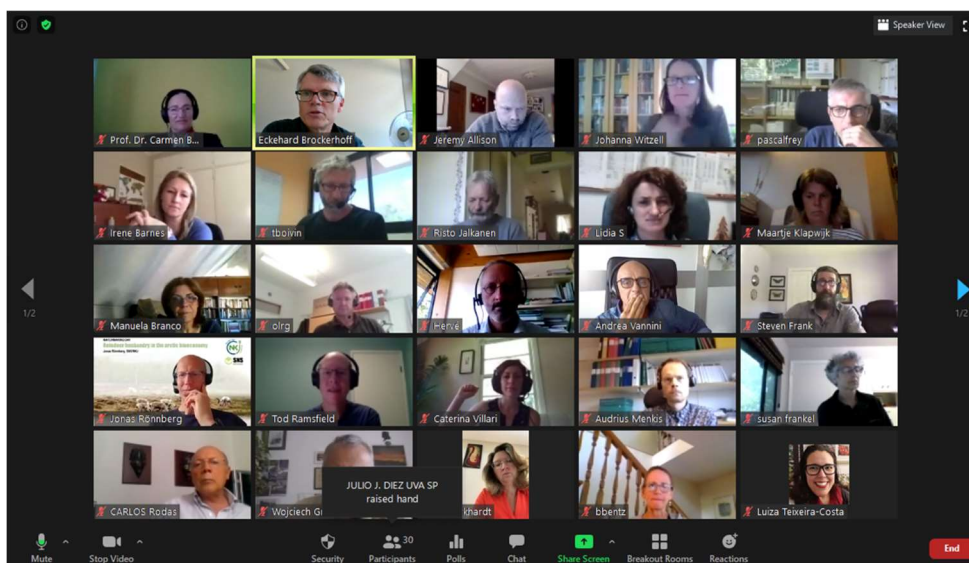 Speaker View
Prof. Dr. Carmen B...
Eckehard Brockerhoff
Jeremy Allison
Johanna Witzell
pascalfrey
Irene Barnes
tboivin
Risto Jalkanen
Lidia S
Maartje Klapwijk
1/2
1/2
Manuela Branco
olrg
Hervé
Andrea Vannini
Steven Frank
SNS
Jonas Rönnberg
Tod Ramsfield
Caterina Villari
Audrius Menkis
susan frankel
JULIO J. DIEZ UVA SP
raised hand
CARLOS Rodas
Wojciech G
khardt
bbentz
Luiza Teixeira-Costa
30
Mute
Stop Video
Security
Participants
Polls
Chat
Share Screen
Breakout Rooms
Reactions
End